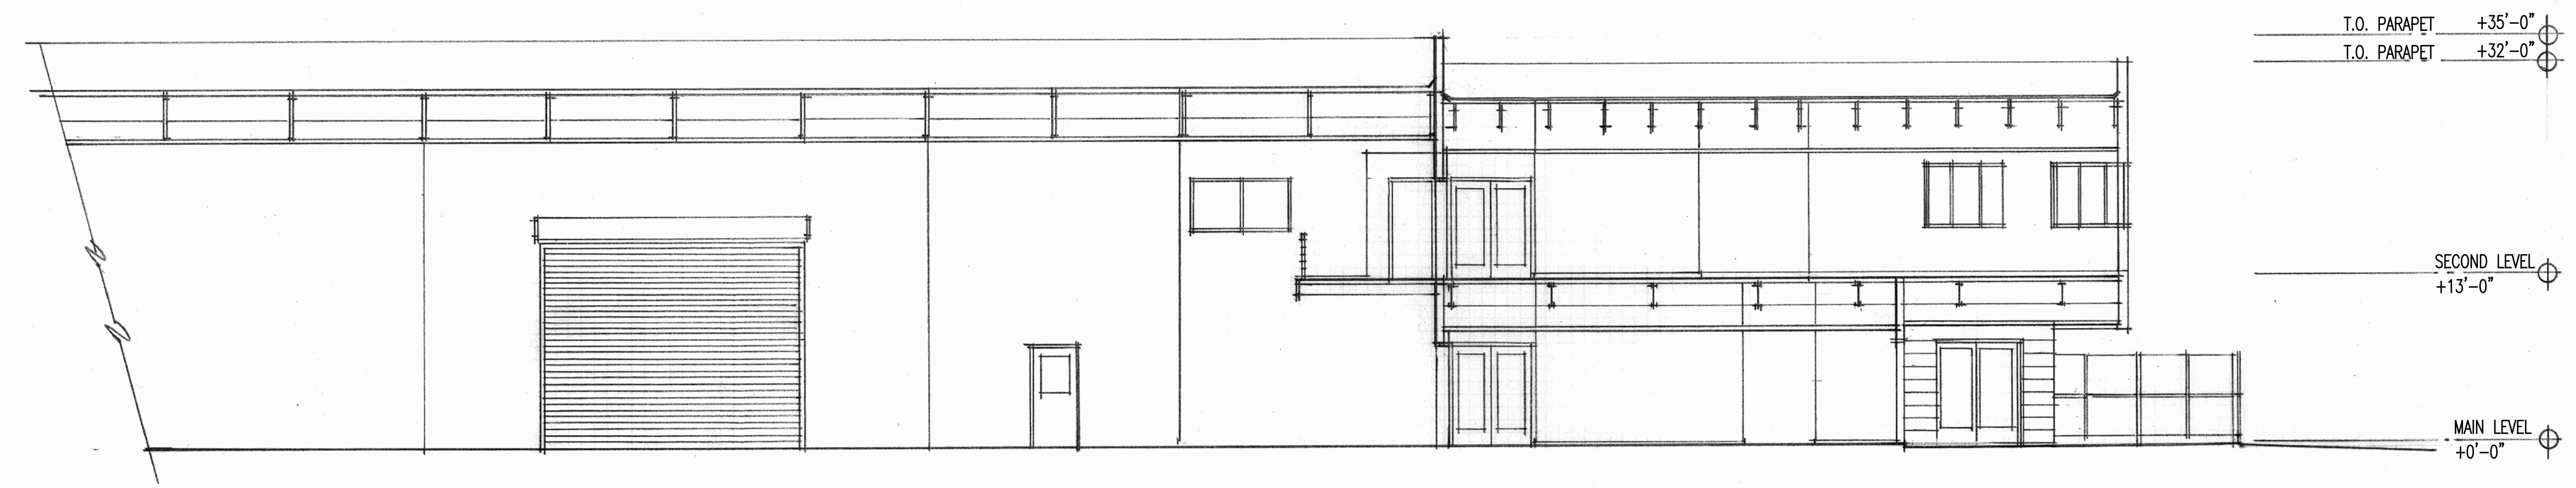 T.O. PARAPET +35'-0"
T.O. PARAPET +32'-0"
SECOND LEVEL
+13'-0"
MAIN LEVEL
+0'-0"